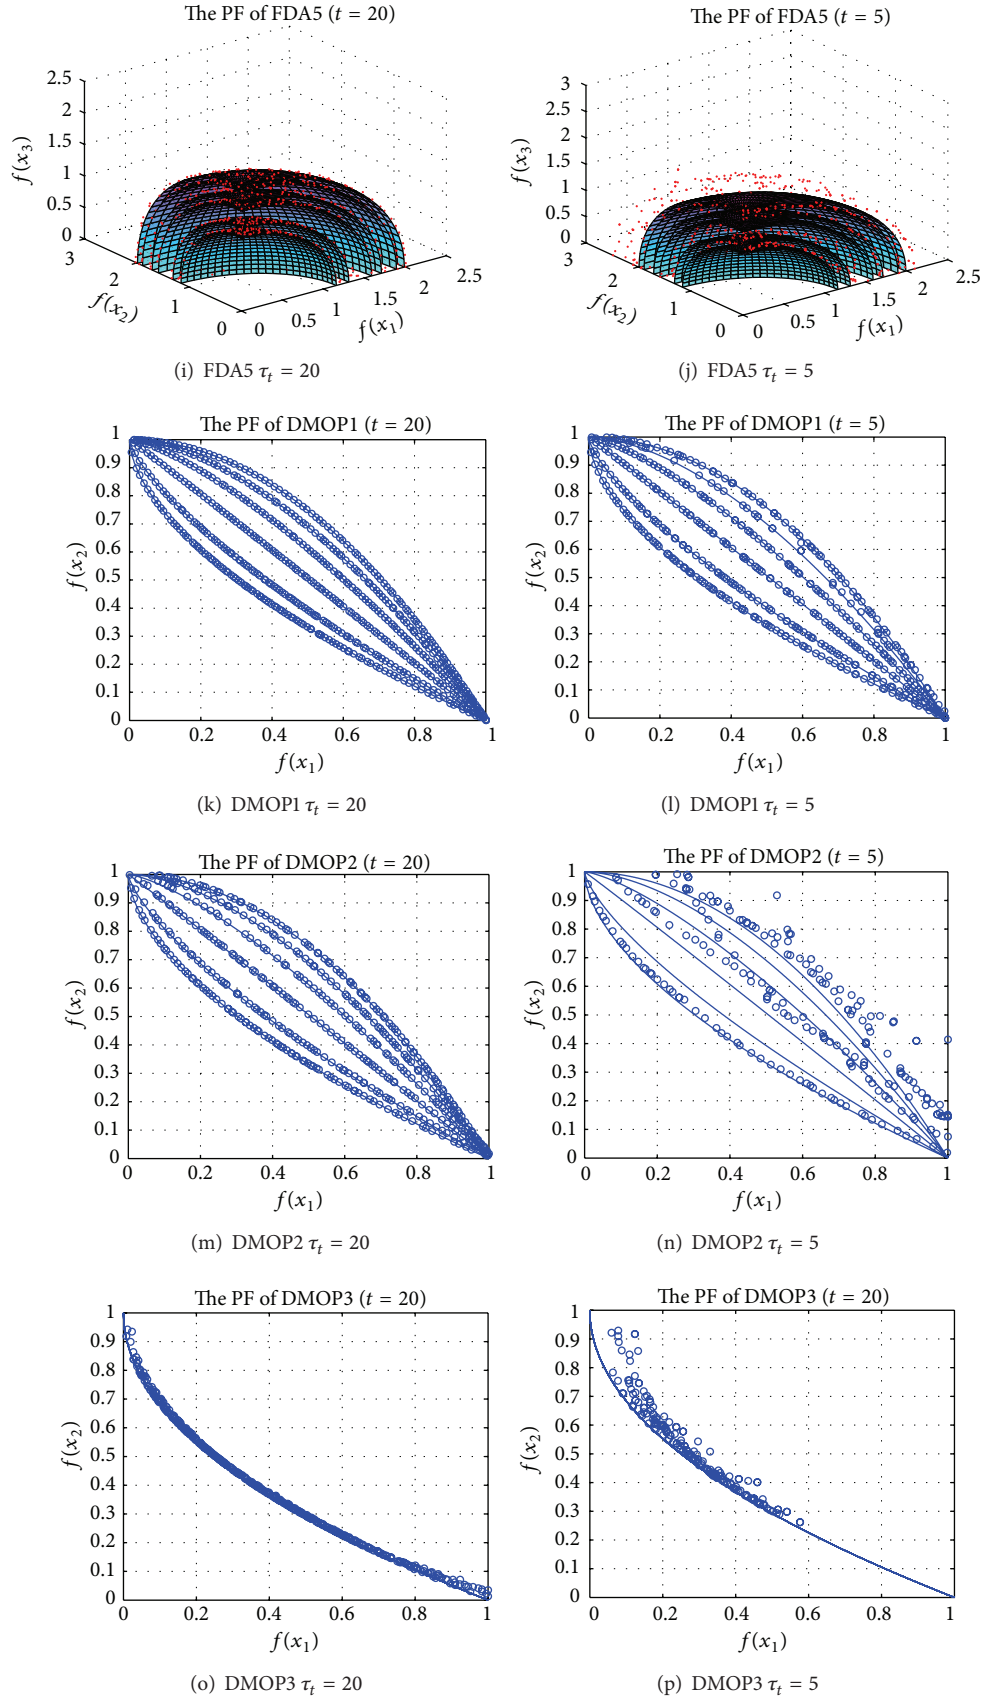 The PF of FDA5 (t = 20)
2.5
2
1.5
1
0.5
0
f(x3)
3
2
1
0
f(x2)
0
0.5
1
1.5
2
2.5
f(x1)
(i) FDA5 τt = 20
The PF of FDA5 (t = 5)
3
2.5
2
1.5
1
0.5
0
f(x3)
3
2
1
0
f(x2)
0
0.5
1
1.5
2
2.5
f(x1)
(j) FDA5 τt = 5
The PF of DMOP1 (t = 20)
1
0.9
0.8
0.7
0.6
0.5
0.4
0.3
0.2
0.1
0
f(x2)
0 0.2 0.4 0.6 0.8 1
f(x1)
(k) DMOP1 τt = 20
The PF of DMOP1 (t = 5)
1
0.9
0.8
0.7
0.6
0.5
0.4
0.3
0.2
0.1
0
f(x2)
0 0.2 0.4 0.6 0.8 1
f(x1)
(l) DMOP1 τt = 5
The PF of DMOP2 (t = 20)
1
0.9
0.8
0.7
0.6
0.5
0.4
0.3
0.2
0.1
0
f(x2)
0 0.2 0.4 0.6 0.8 1
f(x1)
(m) DMOP2 τt = 20
The PF of DMOP2 (t = 5)
1
0.9
0.8
0.7
0.6
0.5
0.4
0.3
0.2
0.1
0
f(x2)
0 0.2 0.4 0.6 0.8 1
f(x1)
(n) DMOP2 τt = 5
The PF of DMOP3 (t = 20)
1
0.9
0.8
0.7
0.6
0.5
0.4
0.3
0.2
0.1
0
f(x2)
0 0.2 0.4 0.6 0.8 1
f(x1)
(o) DMOP3 τt = 20
The PF of DMOP3 (t = 20)
1
0.9
0.8
0.7
0.6
0.5
0.4
0.3
0.2
0.1
0
f(x2)
0 0.2 0.4 0.6 0.8 1
f(x1)
(p) DMOP3 τt = 5